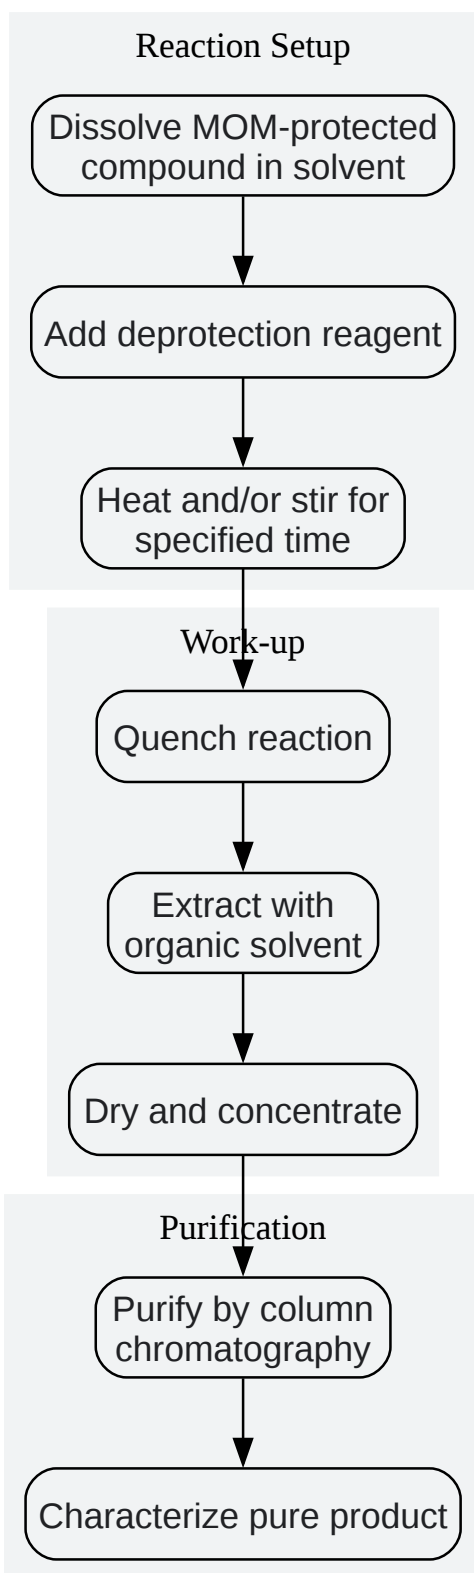 Reaction Setup
Dissolve MOM-protected
compound in solvent
Add deprotection reagent
Heat and/or stir for
specified time
Work-up
Quench reaction
Extract with
organic solvent
Dry and concentrate
Purification
Purify by column
chromatography
Characterize pure product